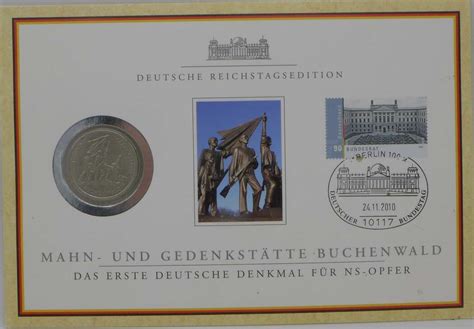 DEUTSCHE REICHSTAGSEDITION
90
BUNDESRAT
BERLIN
24.11.2010
DEUTSCHER 10117 BUNDESTAG
MAHN- UND GEDENKSTÄTTE BUCHENWALD
DAS ERSTE DEUTSCHE DENKMAL FÜR NS-OPFER